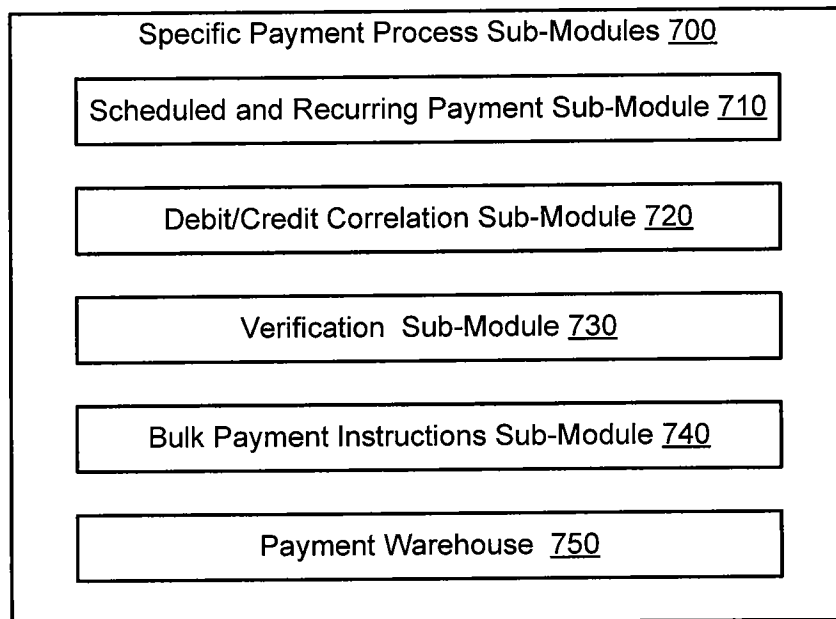 Specific Payment Process Sub-Modules 700
Scheduled and Recurring Payment Sub-Module 710
Debit/Credit Correlation Sub-Module 720
Verification Sub-Module 730
Bulk Payment Instructions Sub-Module 740
Payment Warehouse 750